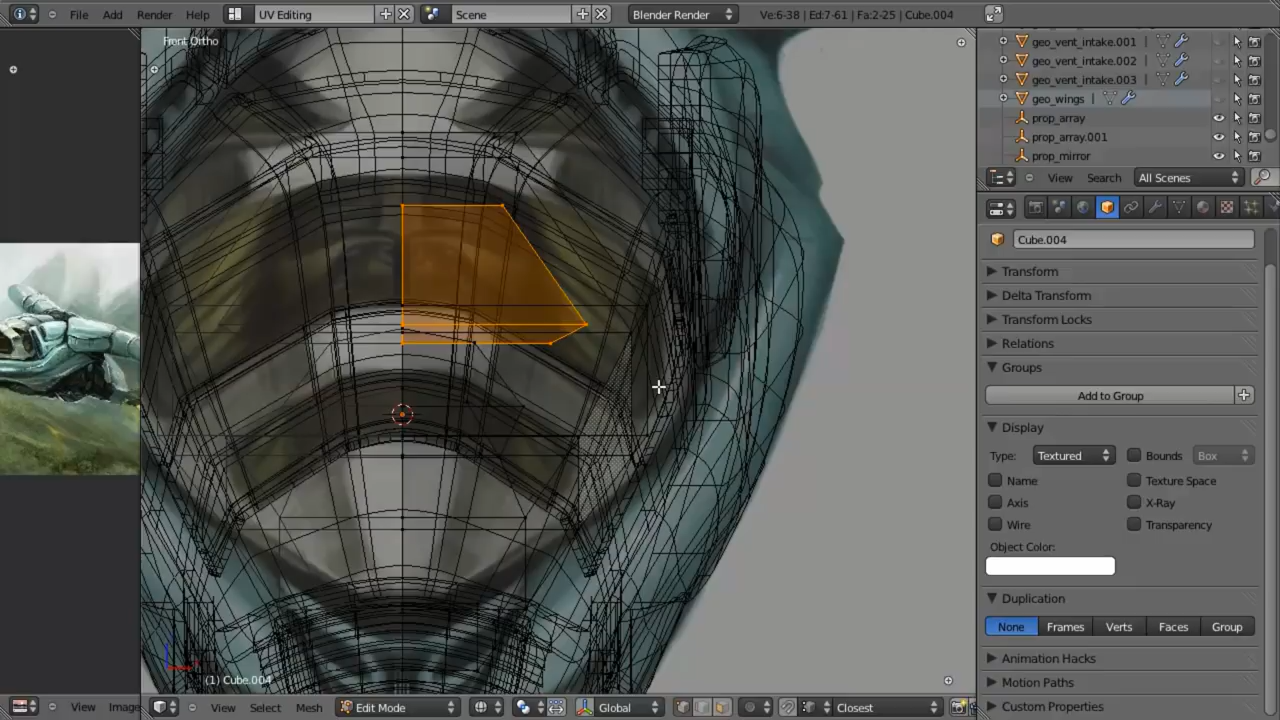 File Add Render Help UV Editing Scene Blender Render Ve:6-38 | Ed:7-61 | Fa:2-25 | Cube.004
Front Ortho
geo_vent_intake.001
geo_vent_intake.002
geo_vent_intake.003
geo_wings
prop_array
prop_array.001
prop_mirror
View Search All Scenes
Cube.004
Transform
Delta Transform
Transform Locks
Relations
Groups
Add to Group
Display
Type: Textured Bounds Box
Name Texture Space
Axis X-Ray
Wire Transparency
Object Color:
Duplication
None Frames Verts Faces Group
Animation Hacks
Motion Paths
Custom Properties
(1) Cube.004
View Image View Select Mesh Edit Mode Global Closest